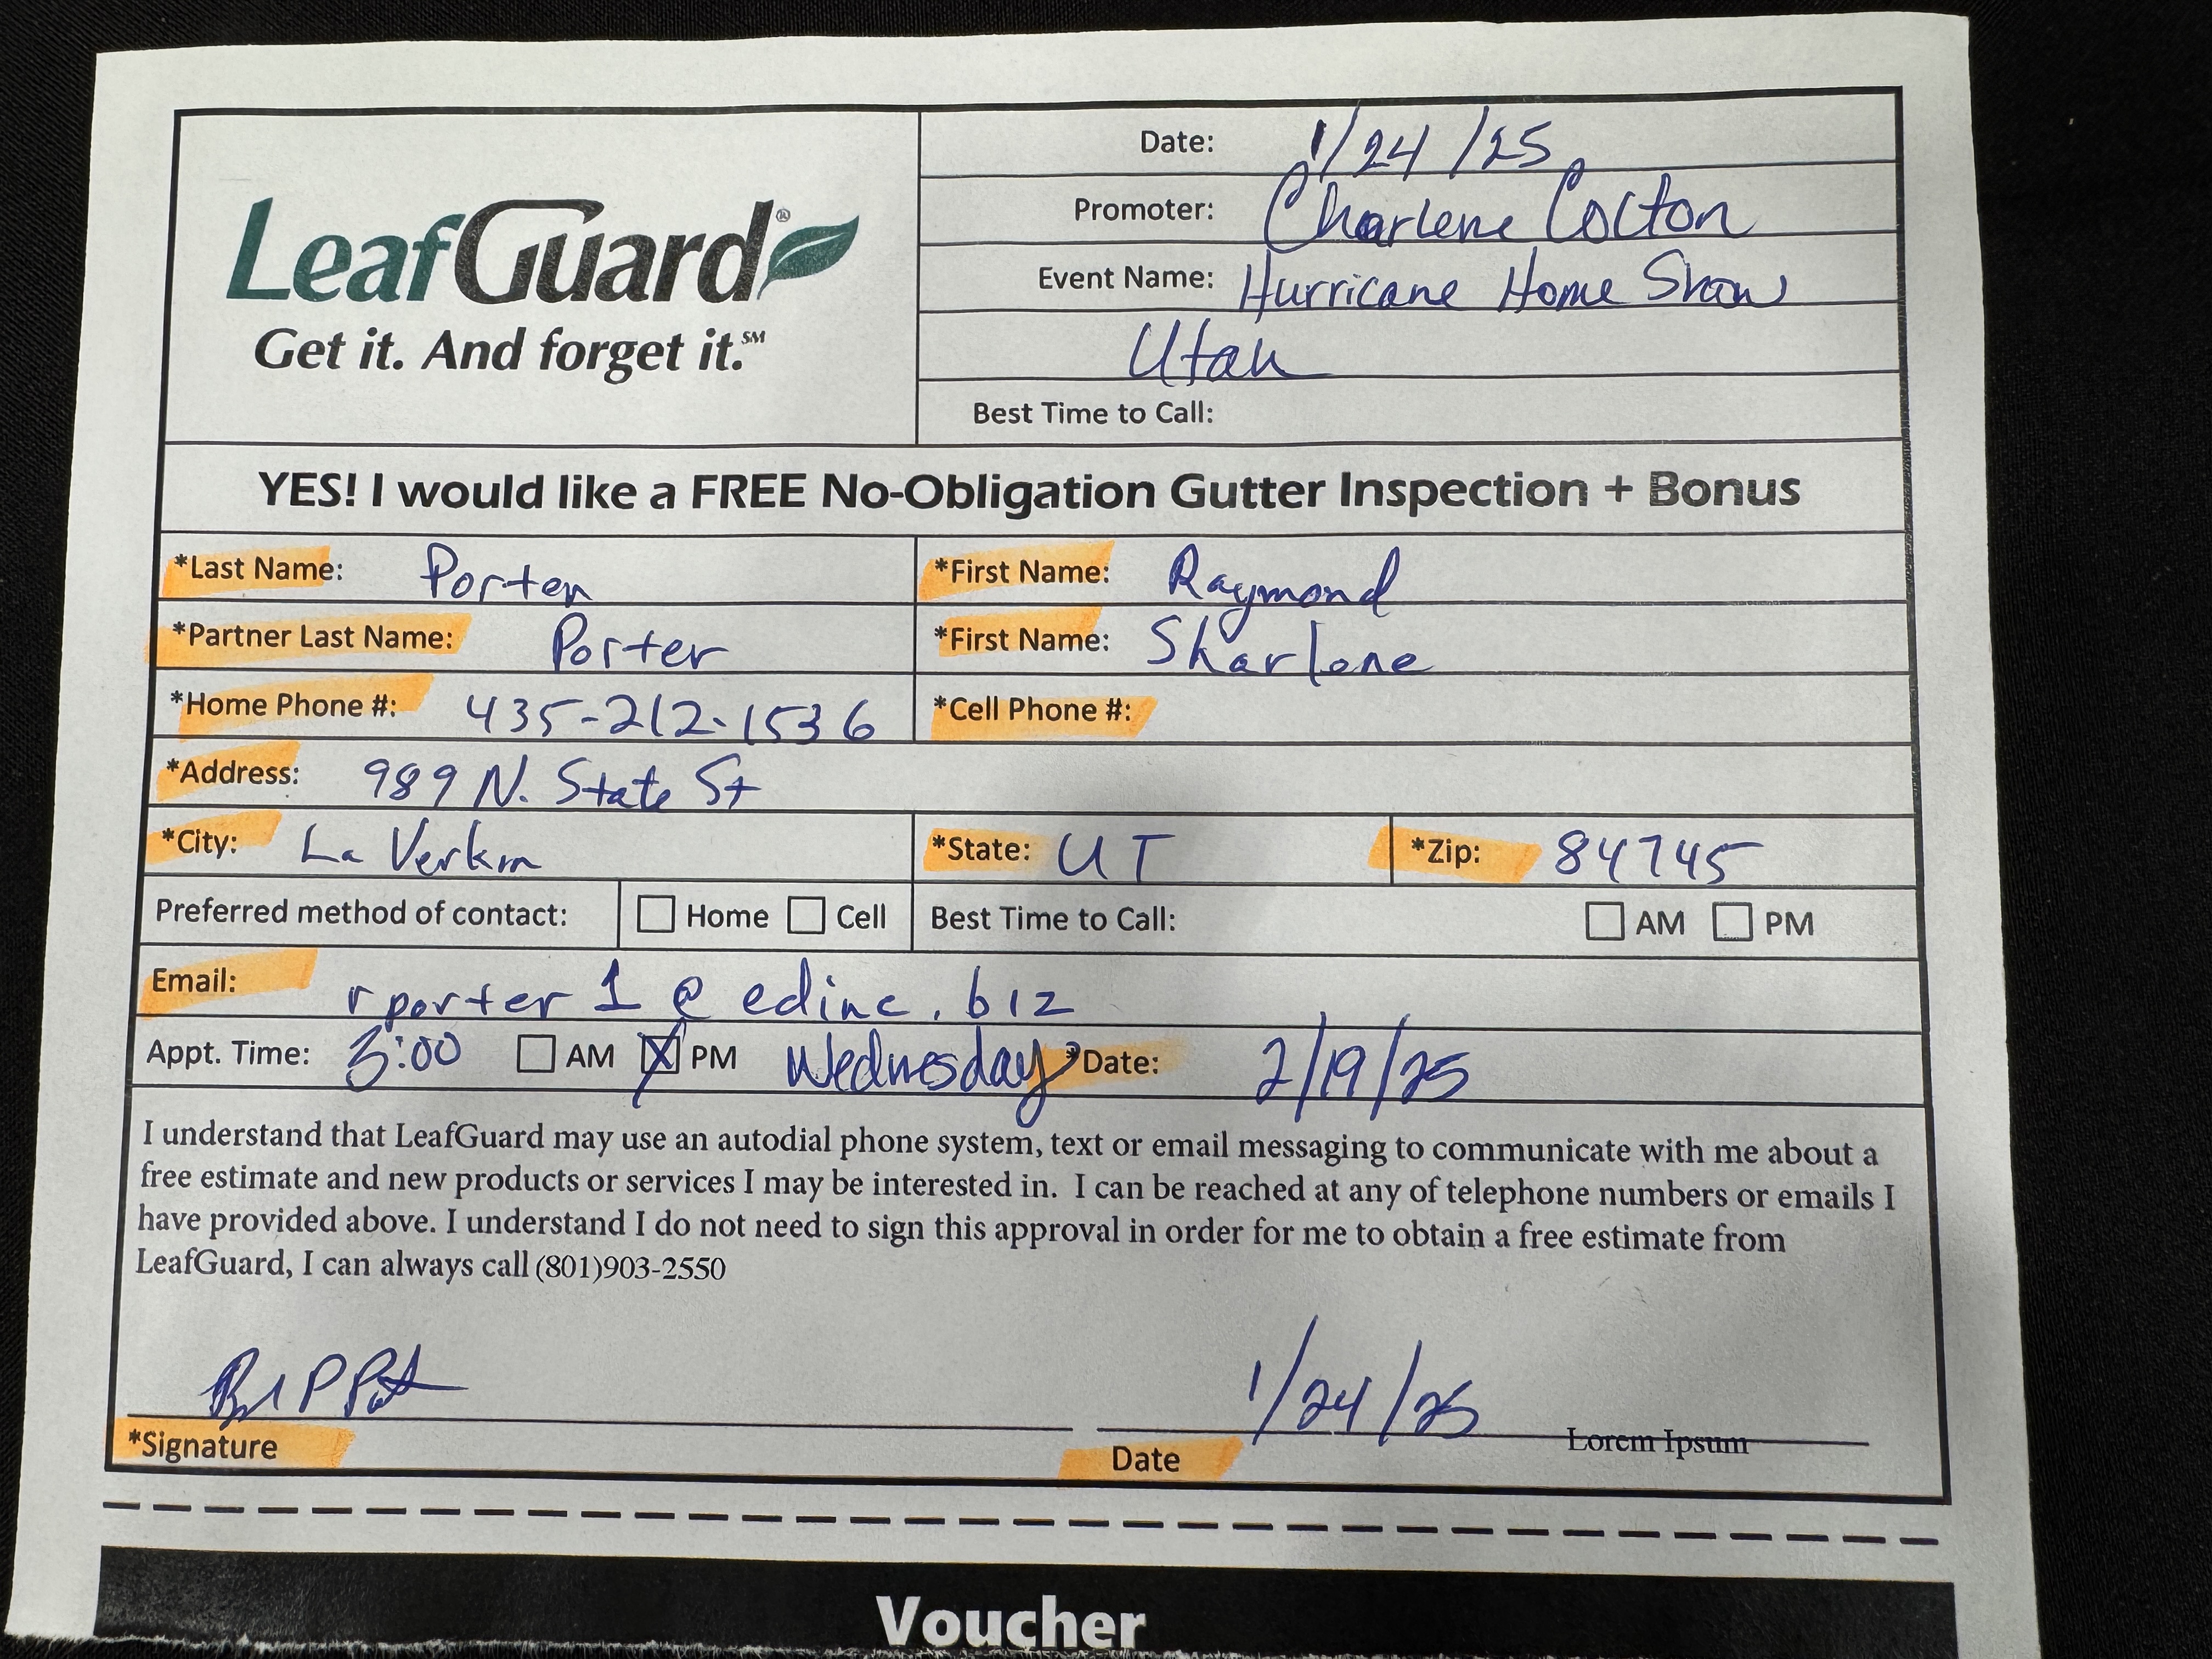 LeafGuard®
Get it. And forget it.℠
Date: 1/24/25
Promoter: Charlene Colton
Event Name: Hurricane Home Show
Utah
Best Time to Call:
YES! I would like a FREE No-Obligation Gutter Inspection + Bonus
*Last Name: Porter *First Name: Raymond
*Partner Last Name: Porter *First Name: Sharlene
*Home Phone #: 435-212-1536 *Cell Phone #:
*Address: 989 N. State St
*City: La Verkin *State: UT *Zip: 84745
Preferred method of contact: Home Cell Best Time to Call: AM PM
Email: rporter1@edinc.biz
Appt. Time: 3:00 AM PM Wednesday *Date: 2/19/25
I understand that LeafGuard may use an autodial phone system, text or email messaging to communicate with me about a
free estimate and new products or services I may be interested in. I can be reached at any of telephone numbers or emails I
have provided above. I understand I do not need to sign this approval in order for me to obtain a free estimate from
LeafGuard, I can always call (801)903-2550
1/24/25 Lorem Ipsum
*Signature Date
Voucher